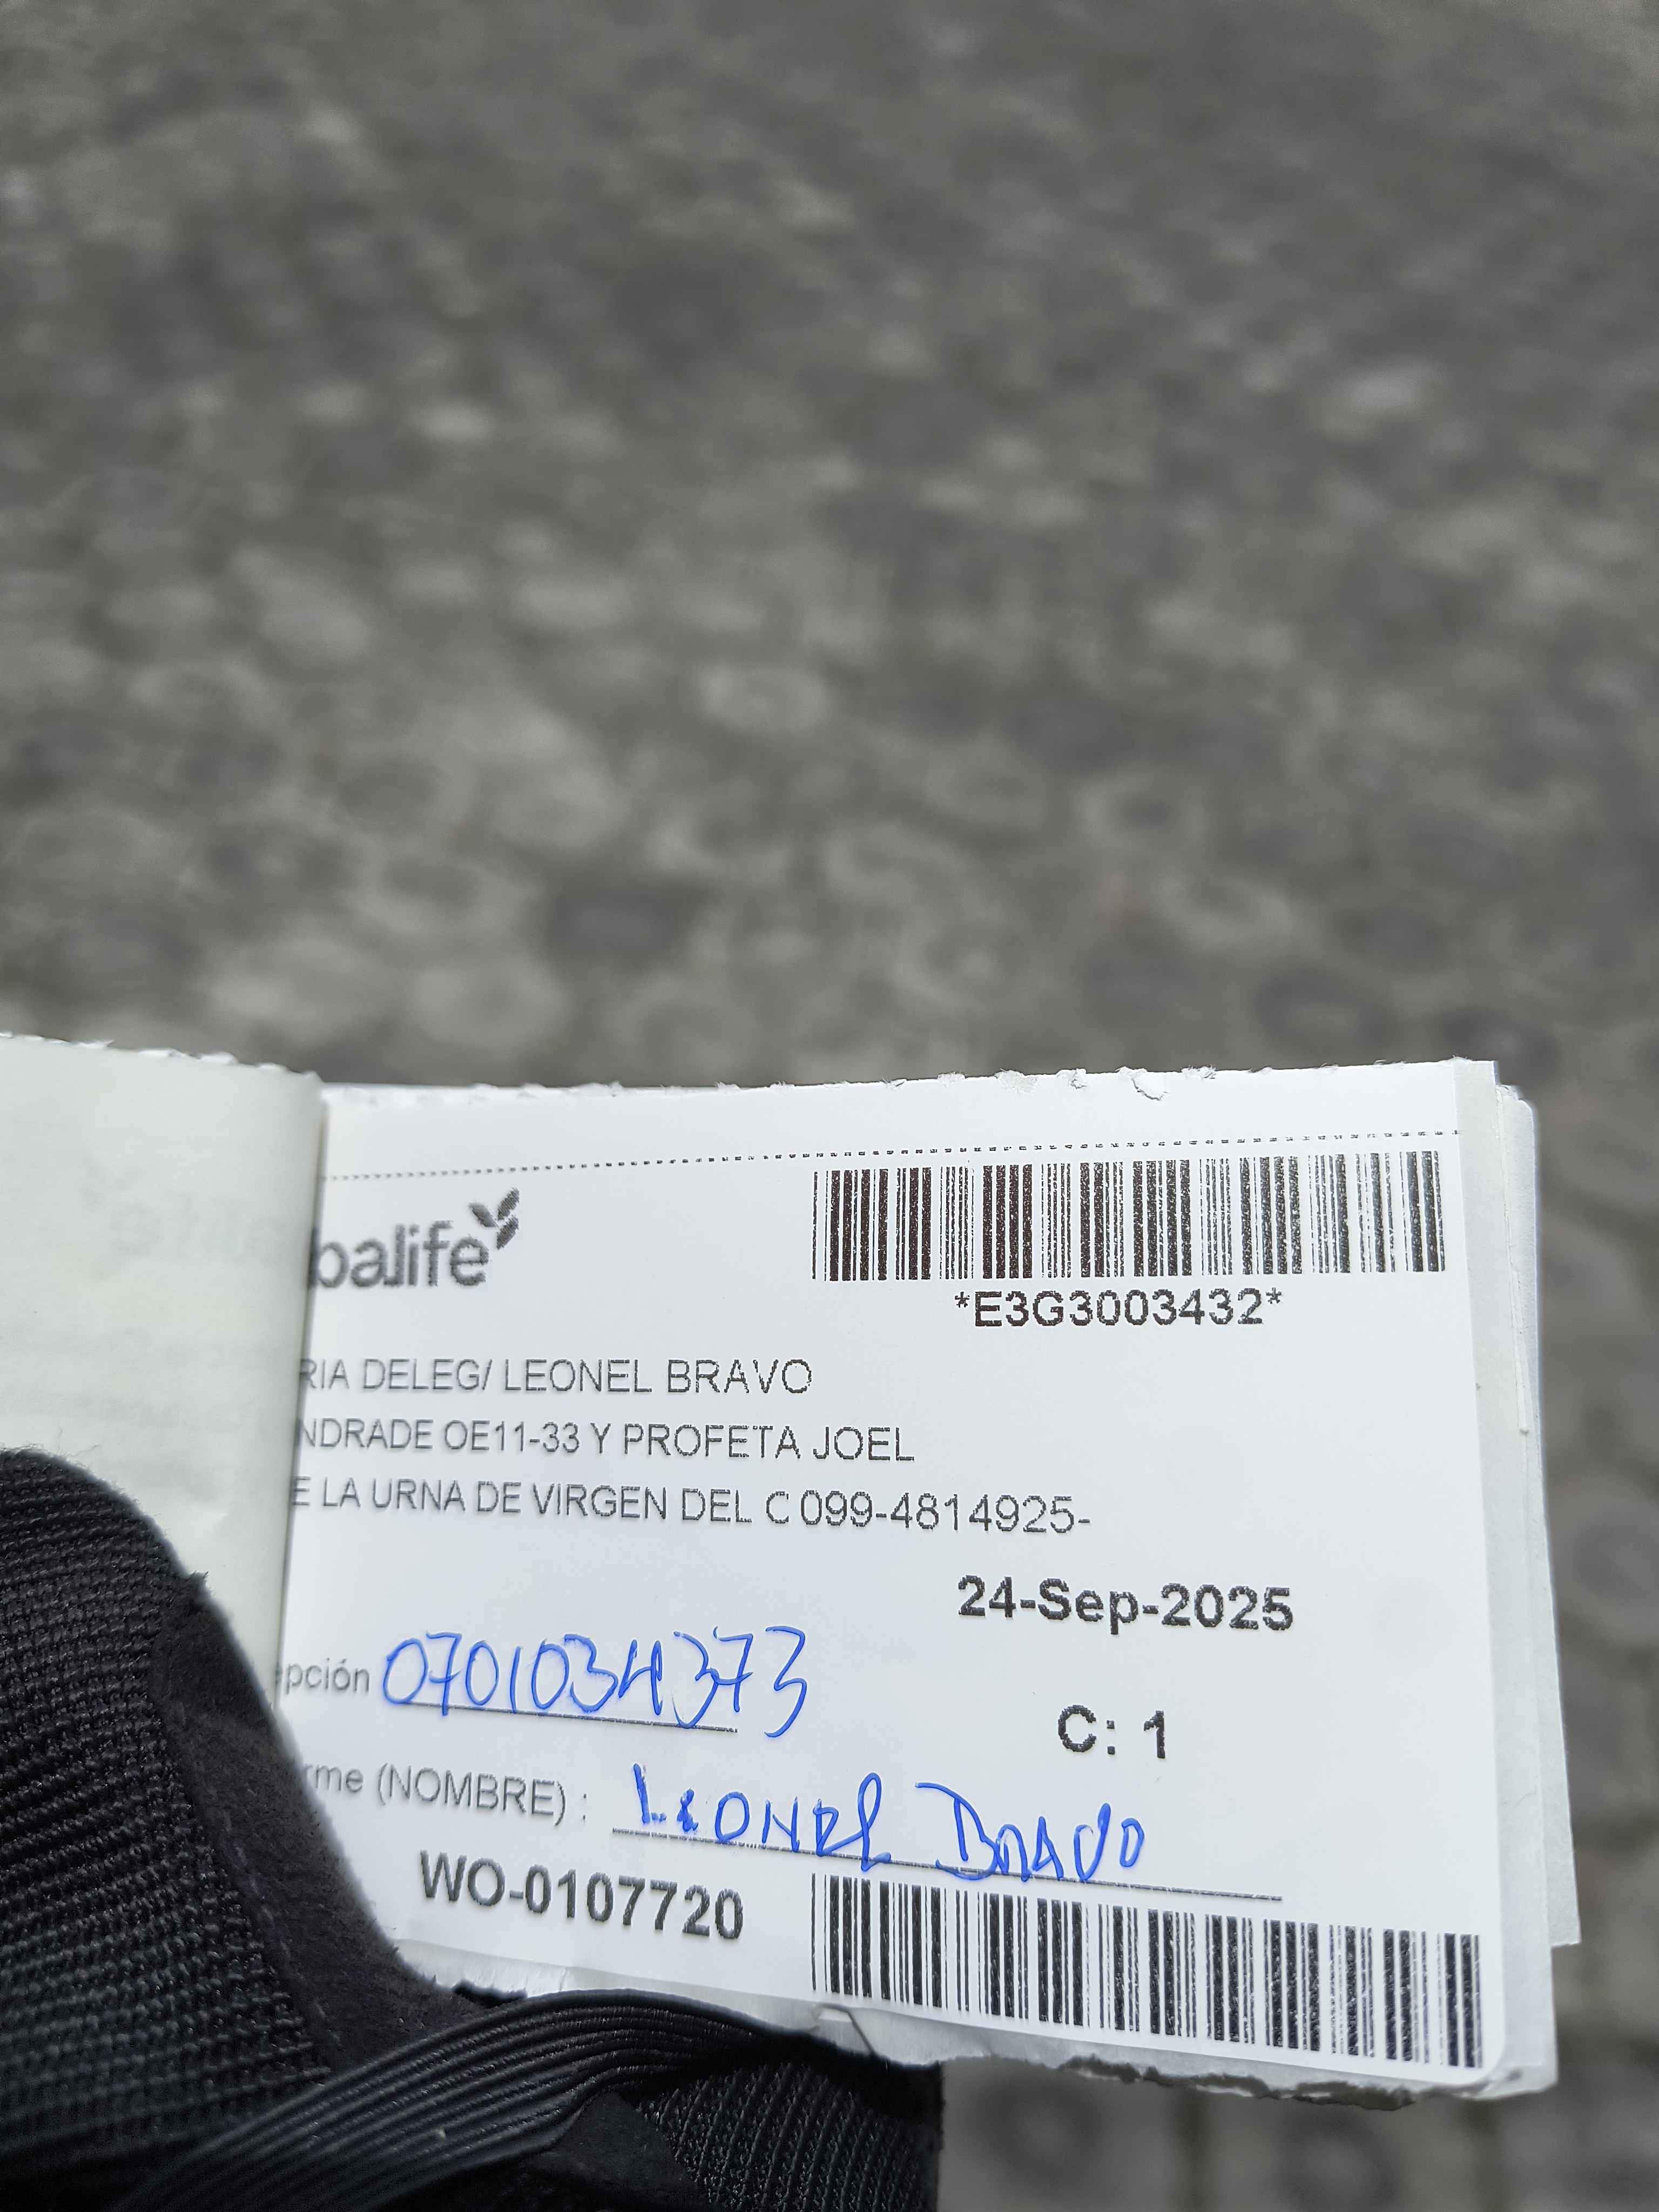 balife
*E3G3003432*
RIA DELEG/ LEONEL BRAVO
NDRADE OE11-33 Y PROFETA JOEL
E LA URNA DE VIRGEN DEL C 099-4814925-
24-Sep-2025
pción 0701034373
C: 1
rme (NOMBRE) : LEONEL BRAVO
WO-0107720